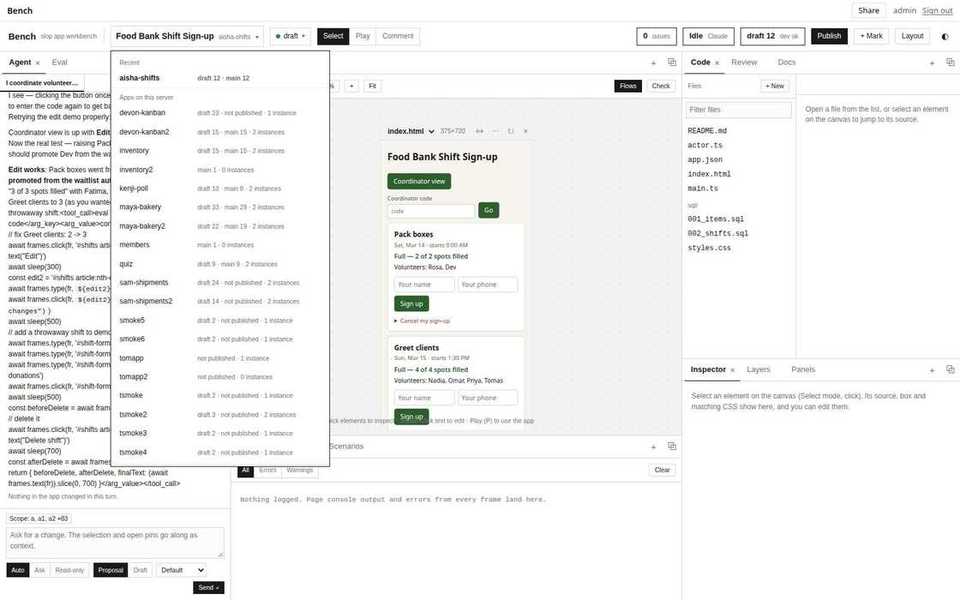 Bench
Share
admin
Sign out
Bench
slop app workbench
Food Bank Shift Sign-up
aisha-shifts
draft
Select
Play
Comment
0 issues
Idle Claude
draft 12 dev ok
Publish
+ Mark
Layout
Agent ×
Eval
I coordinate volunteer…
I see — clicking the button once
to enter the code again to get ba
Retrying the edit demo properly.
Coordinator view is up with Edit
Now the real test — raising Pack
should promote Dev from the wa
Edit works: Pack boxes went fr
promoted from the waitlist aut
"3 of 3 spots filled" with Fatima,
Greet clients to 3 (as you wante
throwaway shift.<tool_call>eval
code</arg_key><arg_value>con
// fix Greet clients: 2 -> 3
await frames.click(fr, '#shifts artic
text("Edit")')
await sleep(300)
const edit2 = '#shifts article:nth-o
await frames.type(fr, `${edit2}
await frames.click(fr, `${edit2}
changes")`)
await sleep(500)
// add a throwaway shift to demo
await frames.type(fr, '#shift-form
await frames.type(fr, '#shift-form
await frames.type(fr, '#shift-form
donations')
await frames.click(fr, '#shift-form
await sleep(500)
const beforeDelete = await fram
// delete it
await frames.click(fr, '#shifts artic
text("Delete shift")')
await sleep(700)
const afterDelete = await frames
return { beforeDelete, afterDelete, finalText: (await
frames.text(fr)).slice(0, 700) }</arg_value></tool_call>
Nothing in the app changed in this turn.
Scope: a, a1, a2 +83
Ask for a change. The selection and open pins go along as
context.
Auto
Ask
Read-only
Proposal
Draft
Default
Send
Recent
aisha-shifts draft 12 · main 12
Apps on this server
devon-kanban draft 23 · not published · 1 instance
devon-kanban2 draft 15 · main 15 · 2 instances
inventory draft 15 · main 15 · 2 instances
inventory2 main 1 · 0 instances
kenji-poll draft 10 · main 9 · 2 instances
maya-bakery draft 33 · main 29 · 2 instances
maya-bakery2 draft 22 · main 19 · 2 instances
members main 1 · 0 instances
quiz draft 9 · main 9 · 2 instances
sam-shipments draft 24 · not published · 2 instances
sam-shipments2 draft 14 · not published · 2 instances
smoke5 draft 2 · not published · 1 instance
smoke6 draft 2 · not published · 1 instance
tomapp not published · 1 instance
tomapp2 not published · 0 instances
tsmoke draft 2 · not published · 1 instance
tsmoke2 draft 3 · not published · 2 instances
tsmoke3 draft 2 · not published · 1 instance
tsmoke4 draft 2 · not published · 1 instance
%
+
Fit
Flows
Check
index.html
375×720
Food Bank Shift Sign-up
Coordinator view
Coordinator code
code
Go
Pack boxes
Sat, Mar 14 · starts 9:00 AM
Full — 2 of 2 spots filled
Volunteers: Rosa, Dev
Your name
Your phone
Sign up
Cancel my sign-up
Greet clients
Sun, Mar 15 · starts 1:30 PM
Full — 4 of 4 spots filled
Volunteers: Nadia, Omar, Priya, Tomas
Your name
Your phone
Sign up
text to edit · Play (P) to use the app
Scenarios
All
Errors
Warnings
Clear
Nothing logged. Page console output and errors from every frame land here.
Code ×
Review
Docs
Files
+ New
Filter files
README.md
actor.ts
app.json
index.html
main.ts
sql
001_items.sql
002_shifts.sql
styles.css
Open a file from the list, or select an element
on the canvas to jump to its source.
Inspector ×
Layers
Panels
Select an element on the canvas (Select mode, click). Its source, box and
matching CSS show here, and you can edit them.